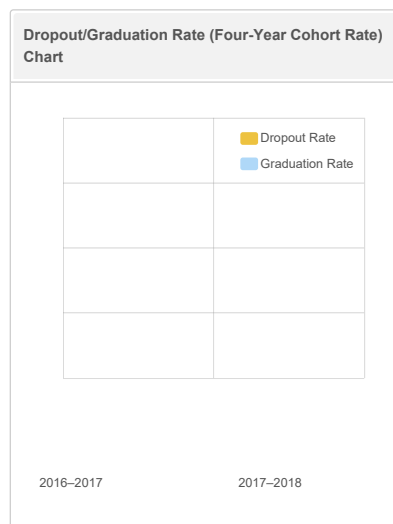 Dropout/Graduation Rate (Four-Year Cohort Rate)
Chart
Dropout Rate
Graduation Rate
2016–2017
2017–2018